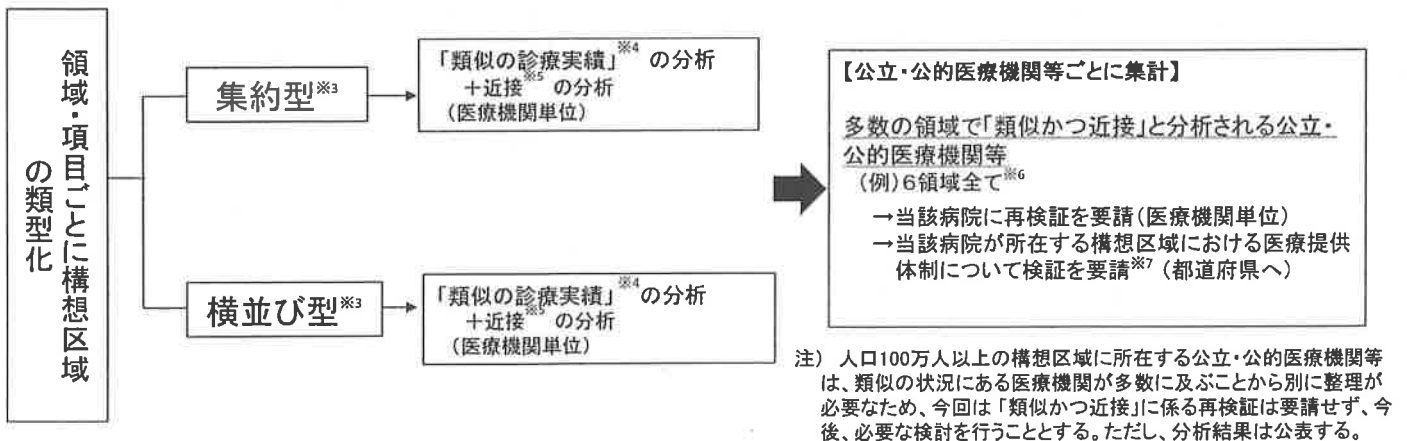 領域・項目ごとに構想区域
の類型化
集約型※3
「類似の診療実績」※4 の分析
＋近接※5 の分析
（医療機関単位）
横並び型※3
「類似の診療実績」※4の分析
＋近接※5 の分析
（医療機関単位）
【公立・公的医療機関等ごとに集計】
多数の領域で「類似かつ近接」と分析される公立・
公的医療機関等
（例）６領域全て※6
→当該病院に再検証を要請（医療機関単位）
→当該病院が所在する構想区域における医療提供
体制について検証を要請※7（都道府県へ）
注） 人口100万人以上の構想区域に所在する公立・公的医療機関等
は、類似の状況にある医療機関が多数に及ぶことから別に整理が
必要なため、今回は「類似かつ近接」に係る再検証は要請せず、今
後、必要な検討を行うこととする。ただし、分析結果は公表する。